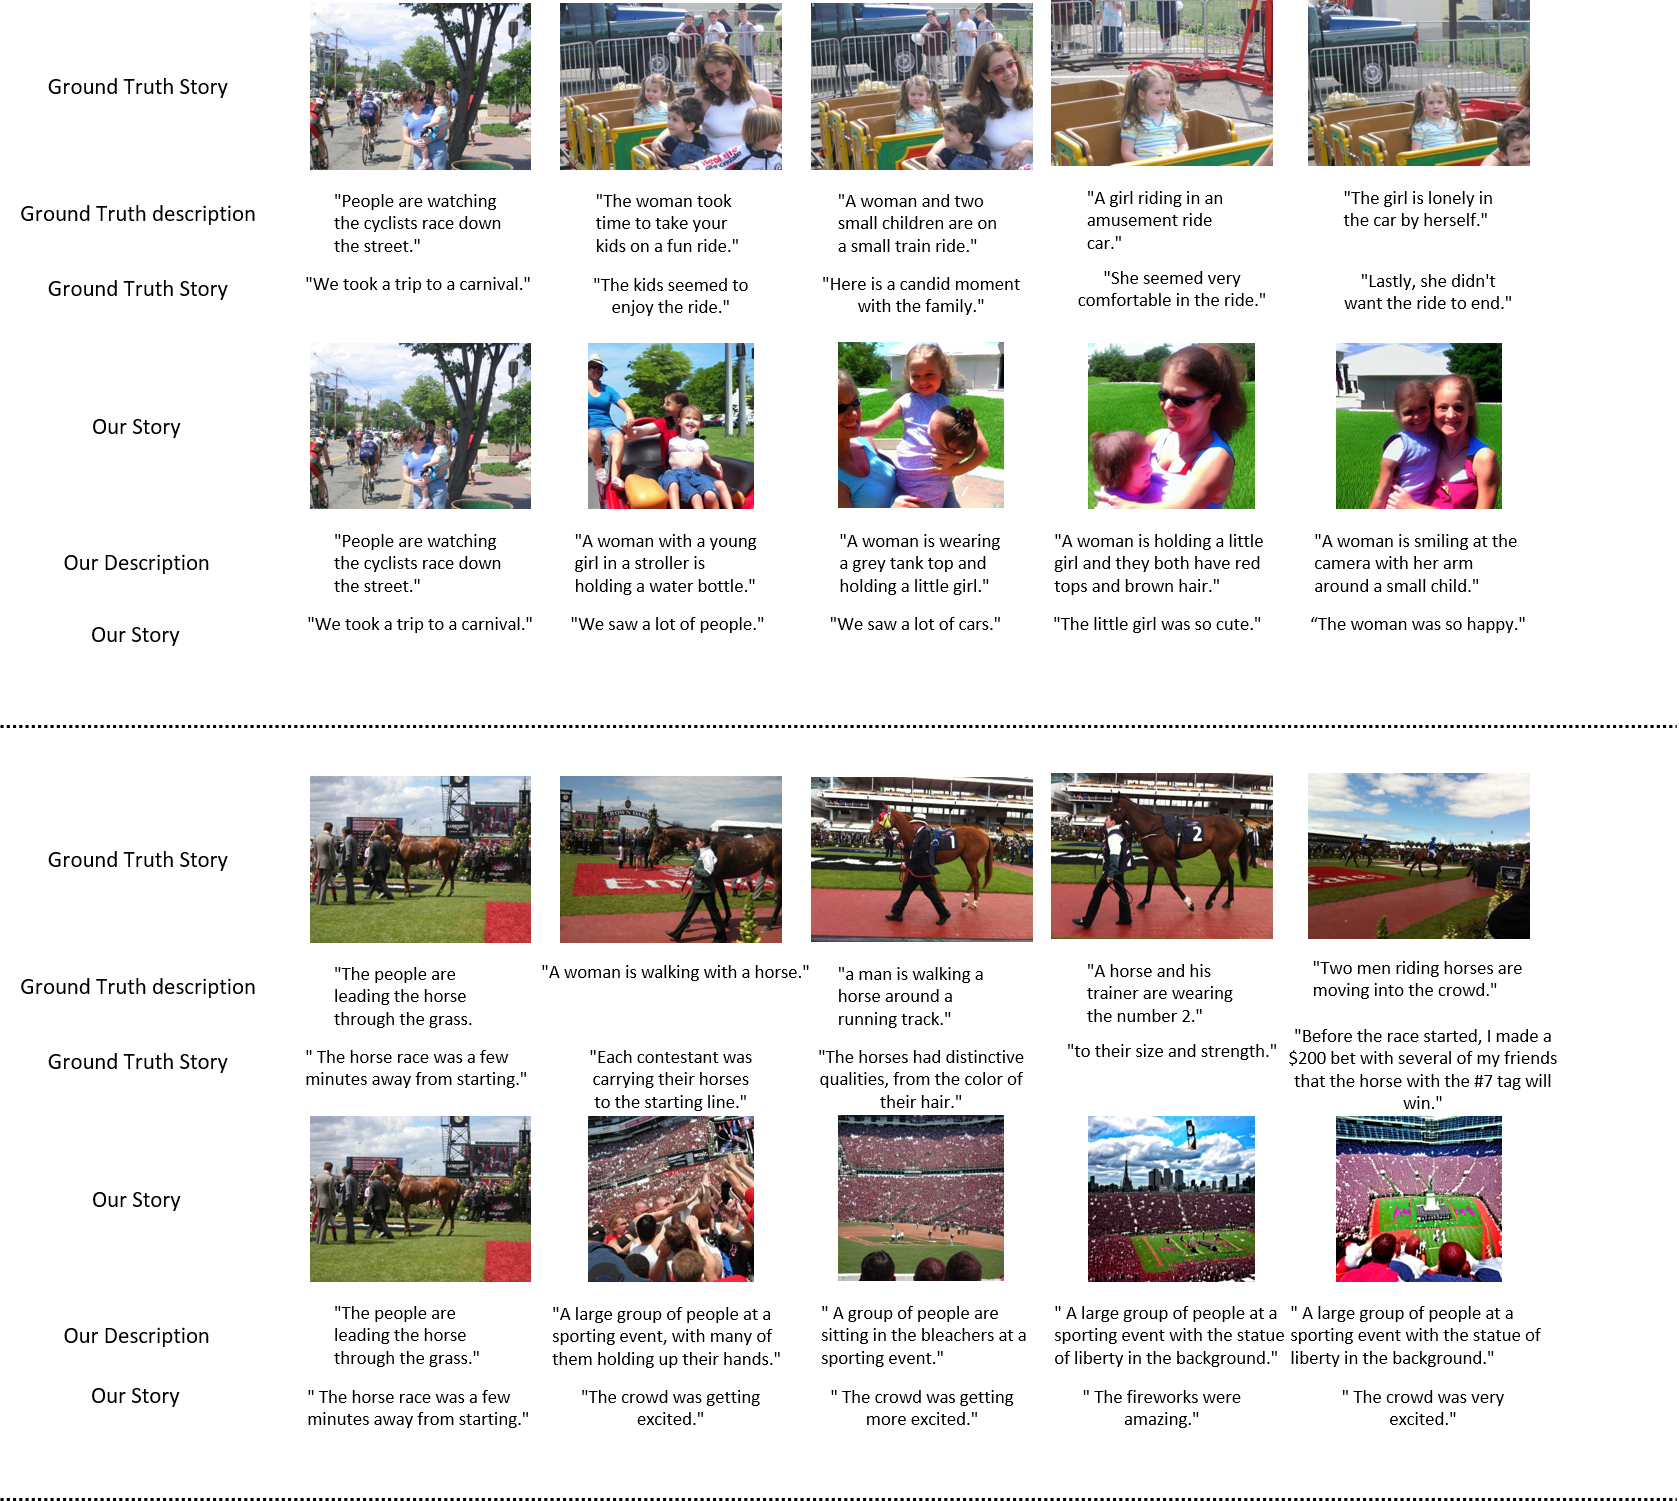 Ground Truth Story
Ground Truth description
"People are watching
the cyclists race down
the street."
"The woman took
time to take your
kids on a fun ride."
"A woman and two
small children are on
a small train ride."
"A girl riding in an
amusement ride
car."
"The girl is lonely in
the car by herself."
Ground Truth Story
"We took a trip to a carnival."
"The kids seemed to
enjoy the ride."
"Here is a candid moment
with the family."
"She seemed very
comfortable in the ride."
"Lastly, she didn't
want the ride to end."
Our Story
Our Description
"People are watching
the cyclists race down
the street."
"A woman with a young
girl in a stroller is
holding a water bottle."
"A woman is wearing
a grey tank top and
holding a little girl."
"A woman is holding a little
girl and they both have red
tops and brown hair."
"A woman is smiling at the
camera with her arm
around a small child."
Our Story
"We took a trip to a carnival."
"We saw a lot of people."
"We saw a lot of cars."
"The little girl was so cute."
“The woman was so happy."
Ground Truth Story
1
2
Ground Truth description
"The people are
leading the horse
through the grass.
"A woman is walking with a horse."
"a man is walking a
horse around a
running track."
"A horse and his
trainer are wearing
the number 2."
"Two men riding horses are
moving into the crowd."
Ground Truth Story
" The horse race was a few
minutes away from starting."
"Each contestant was
carrying their horses
to the starting line."
"The horses had distinctive
qualities, from the color of
their hair."
"to their size and strength."
"Before the race started, I made a
$200 bet with several of my friends
that the horse with the #7 tag will
win."
Our Story
Our Description
"The people are
leading the horse
through the grass."
"A large group of people at a
sporting event, with many of
them holding up their hands."
" A group of people are
sitting in the bleachers at a
sporting event."
" A large group of people at a
sporting event with the statue
of liberty in the background."
" A large group of people at a
sporting event with the statue of
liberty in the background."
Our Story
" The horse race was a few
minutes away from starting."
"The crowd was getting
excited."
" The crowd was getting
more excited."
" The fireworks were
amazing."
" The crowd was very
excited."